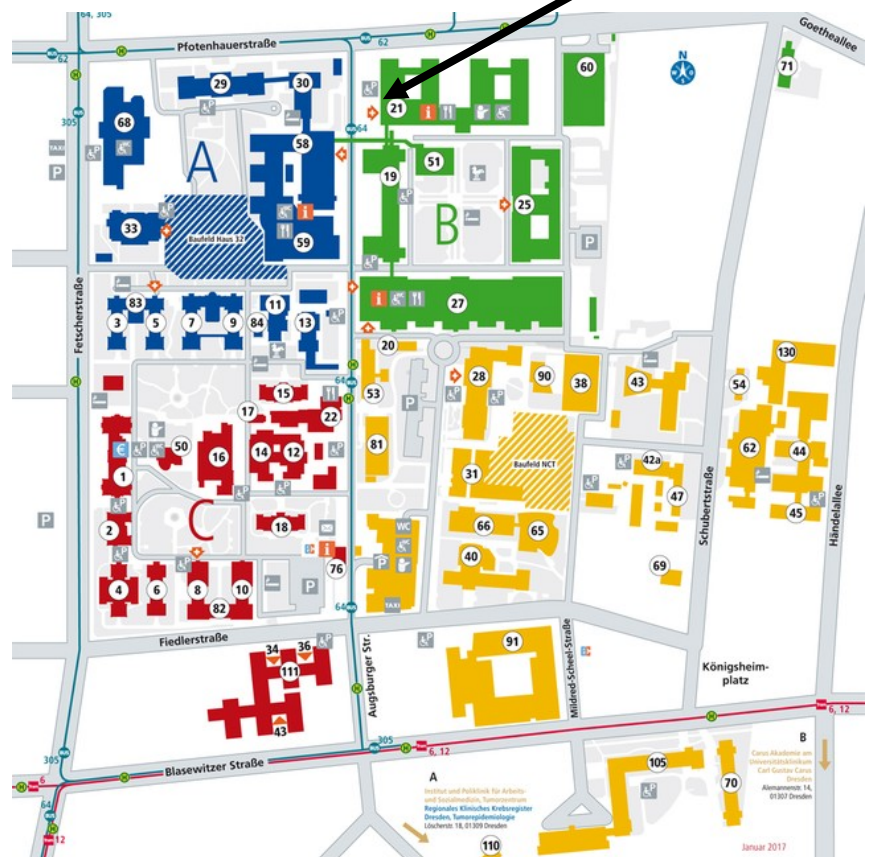 64, 305
62
Pfotenhauerstraße
62
Goetheallee
N
29
30
21
60
71
68
305
64
58
A
TAXI
P
51
19
25
33
Baufeld Haus 32
59
B
P
27
Fetscherstraße
83
3
5
7
9
84
11
13
20
130
28
90
38
43
54
15
64
53
P
17
22
81
50
16
14
12
Baufeld NCT
62
44
1
31
42a
47
45
P
C
2
18
66
65
WC
Schubertstraße
Händelallee
76
P
P
40
69
4
6
8
10
82
64
TAXI
Fiedlerstraße
34
36
111
43
Augsburger Str.
91
Mildred-Scheel-Straße
Königsheim-
platz
6, 12
305
Blasewitzer Straße
305
6, 12
6
64
12
A
Institut und Poliklinik für Arbeits-
und Sozialmedizin, Tumorzentrum
Regionales Klinisches Krebsregister
Dresden, Tumorepidemiologie
Löscherstr. 18, 01309 Dresden
110
105
70
B
Carus Akademie am
Universitätsklinikum
Carl Gustav Carus
Dresden
Alemannenstr. 14,
01307 Dresden
Januar 2017